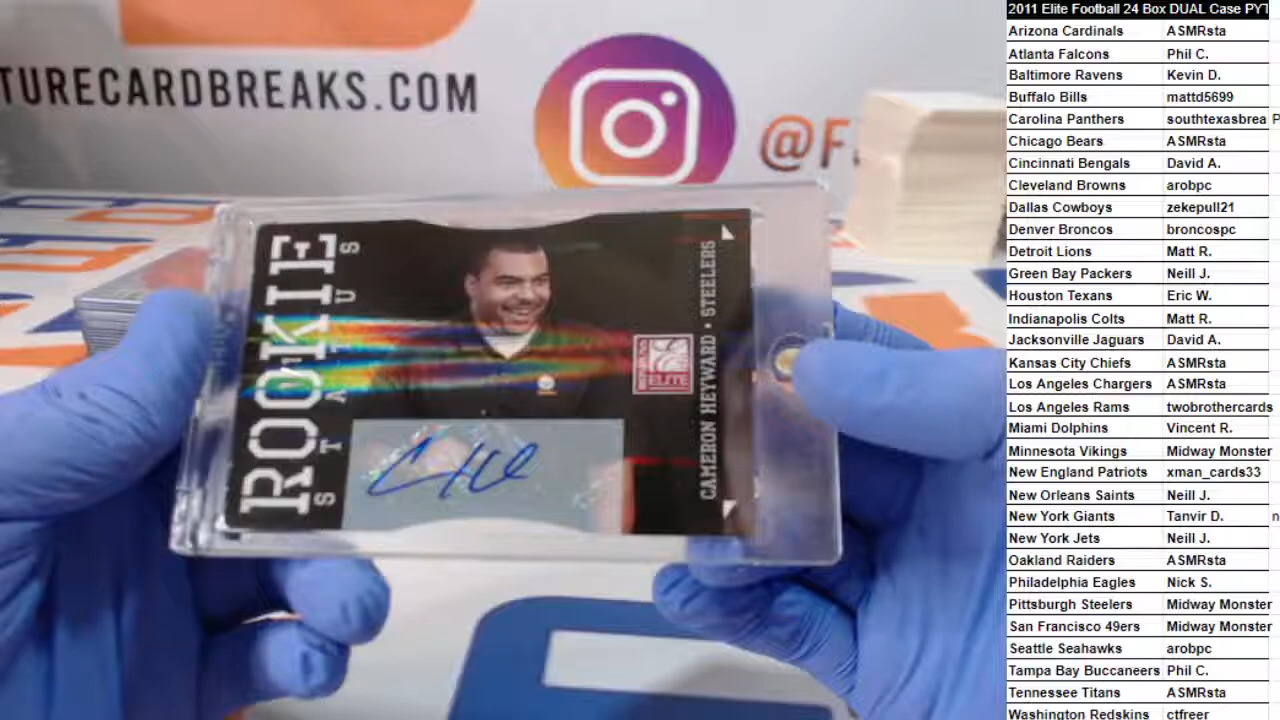 TURECARDBREAKS.COM
@F
ROOKIE
STATUS
DONRUSS
ELITE
CAMERON HEYWARD • STEELERS
2011 Elite Football 24 Box DUAL Case PYT
Arizona Cardinals ASMRsta
Atlanta Falcons Phil C.
Baltimore Ravens Kevin D.
Buffalo Bills mattd5699
Carolina Panthers southtexasbrea P
Chicago Bears ASMRsta
Cincinnati Bengals David A.
Cleveland Browns arobpc
Dallas Cowboys zekepull21
Denver Broncos broncospc
Detroit Lions Matt R.
Green Bay Packers Neill J.
Houston Texans Eric W.
Indianapolis Colts Matt R.
Jacksonville Jaguars David A.
Kansas City Chiefs ASMRsta
Los Angeles Chargers ASMRsta
Los Angeles Rams twobrothercards
Miami Dolphins Vincent R.
Minnesota Vikings Midway Monster
New England Patriots xman_cards33
New Orleans Saints Neill J.
New York Giants Tanvir D. n
New York Jets Neill J.
Oakland Raiders ASMRsta
Philadelphia Eagles Nick S.
Pittsburgh Steelers Midway Monster
San Francisco 49ers Midway Monster
Seattle Seahawks arobpc
Tampa Bay Buccaneers Phil C.
Tennessee Titans ASMRsta
Washington Redskins ctfreer